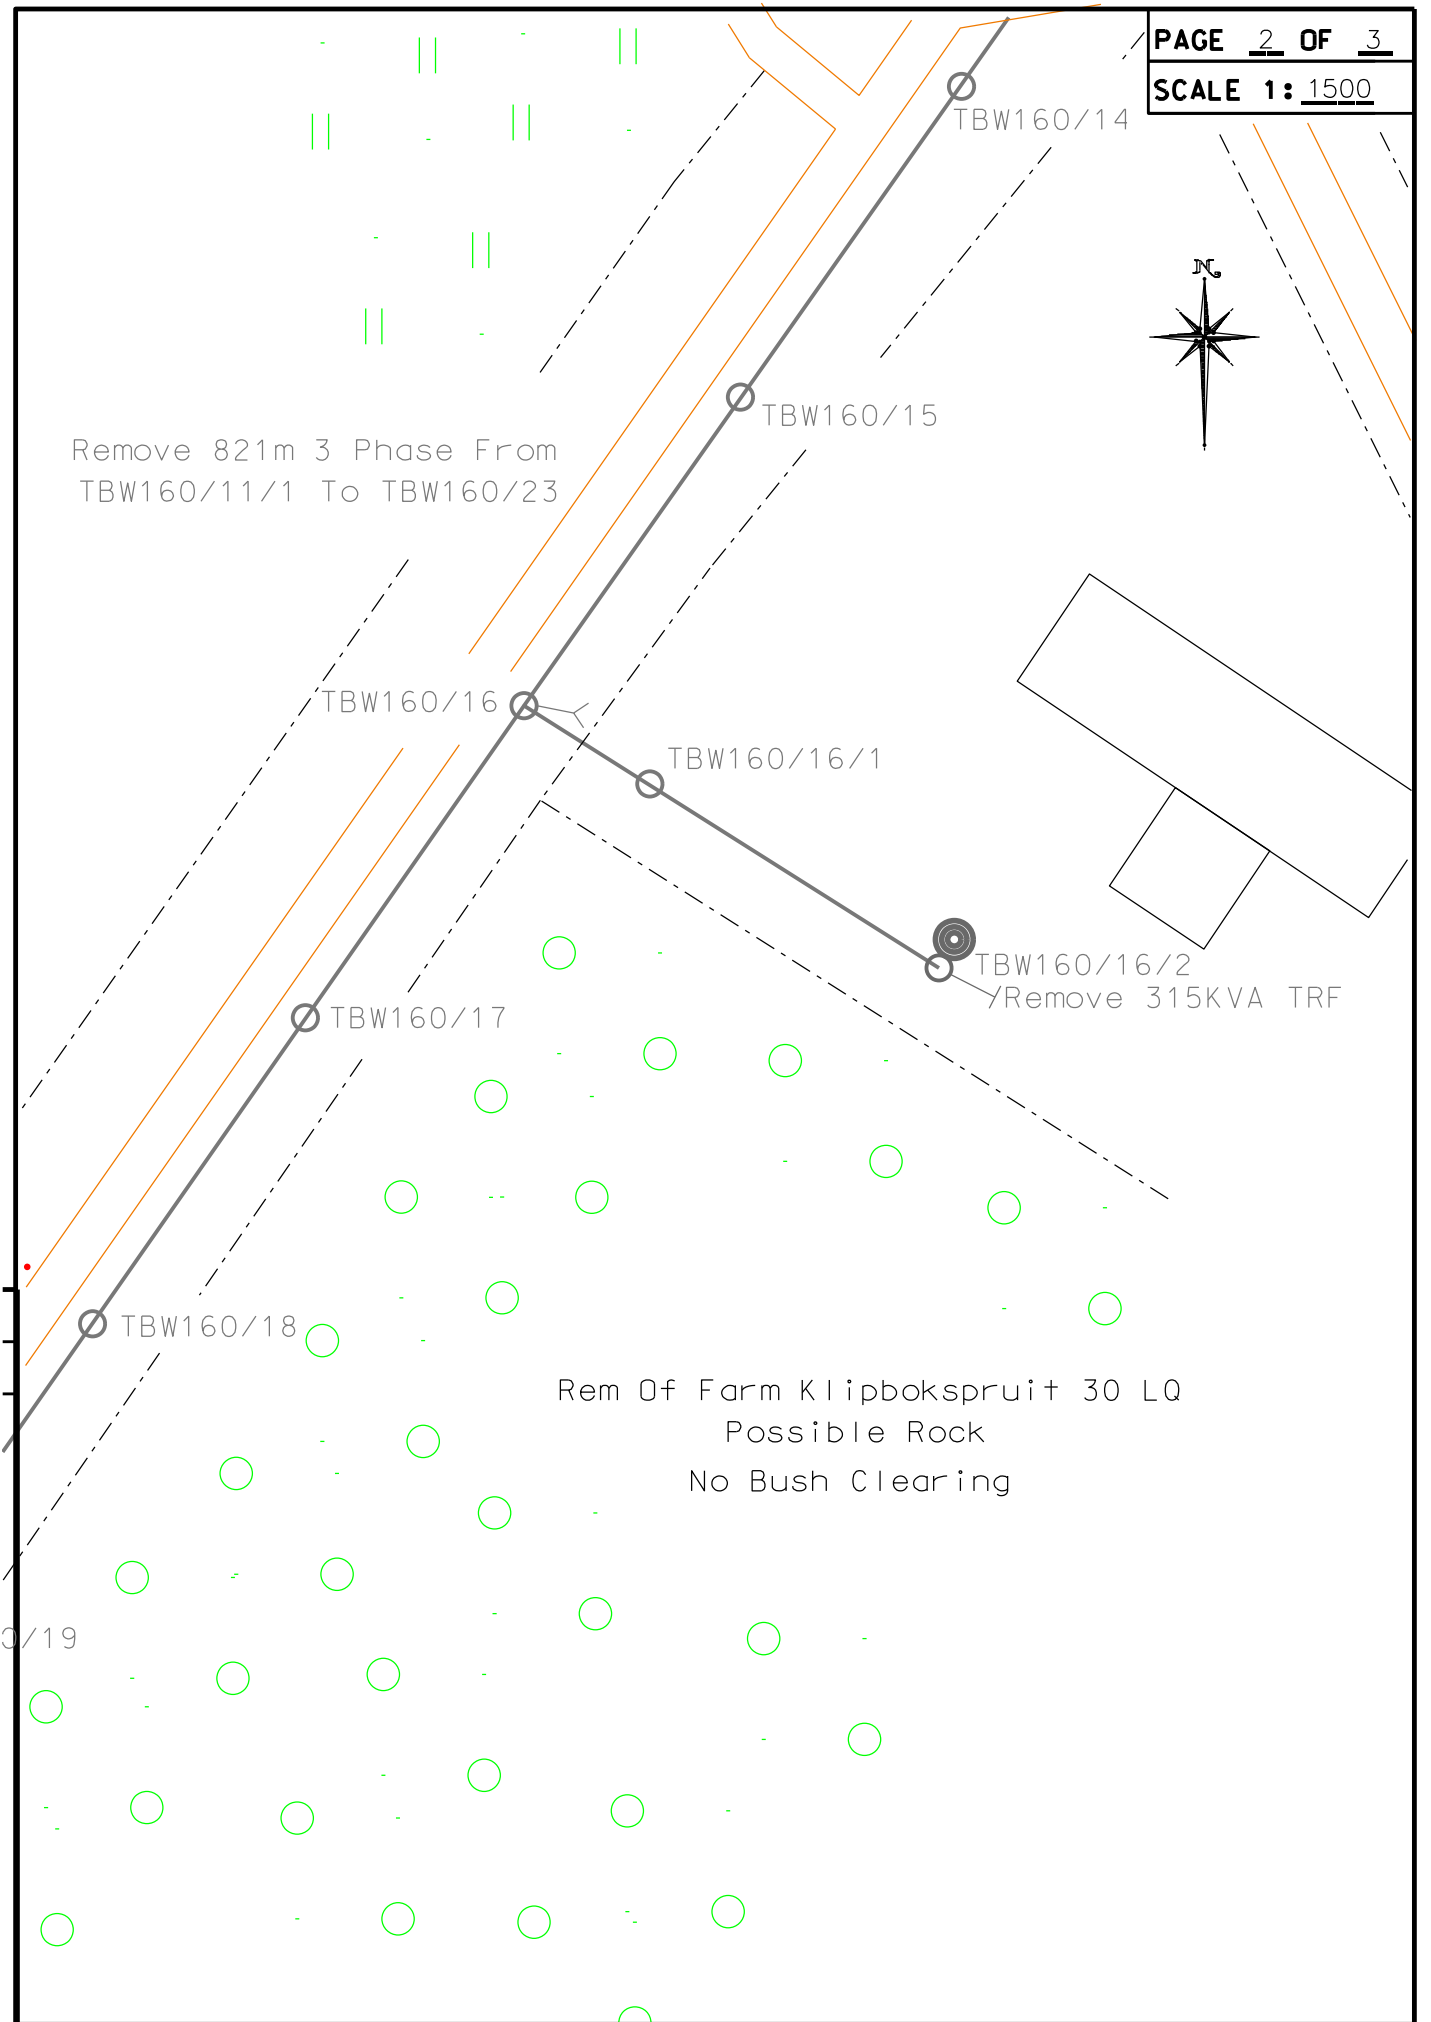 PAGE 2 OF 3
SCALE 1: 1500
TBW160/14
N
TBW160/15
Remove 821m 3 Phase From
TBW160/11/1 To TBW160/23
TBW160/16
TBW160/16/1
TBW160/16/2
Remove 315KVA TRF
TBW160/17
TBW160/18
Rem Of Farm Klipbokspruit 30 LQ
Possible Rock
No Bush Clearing
/19